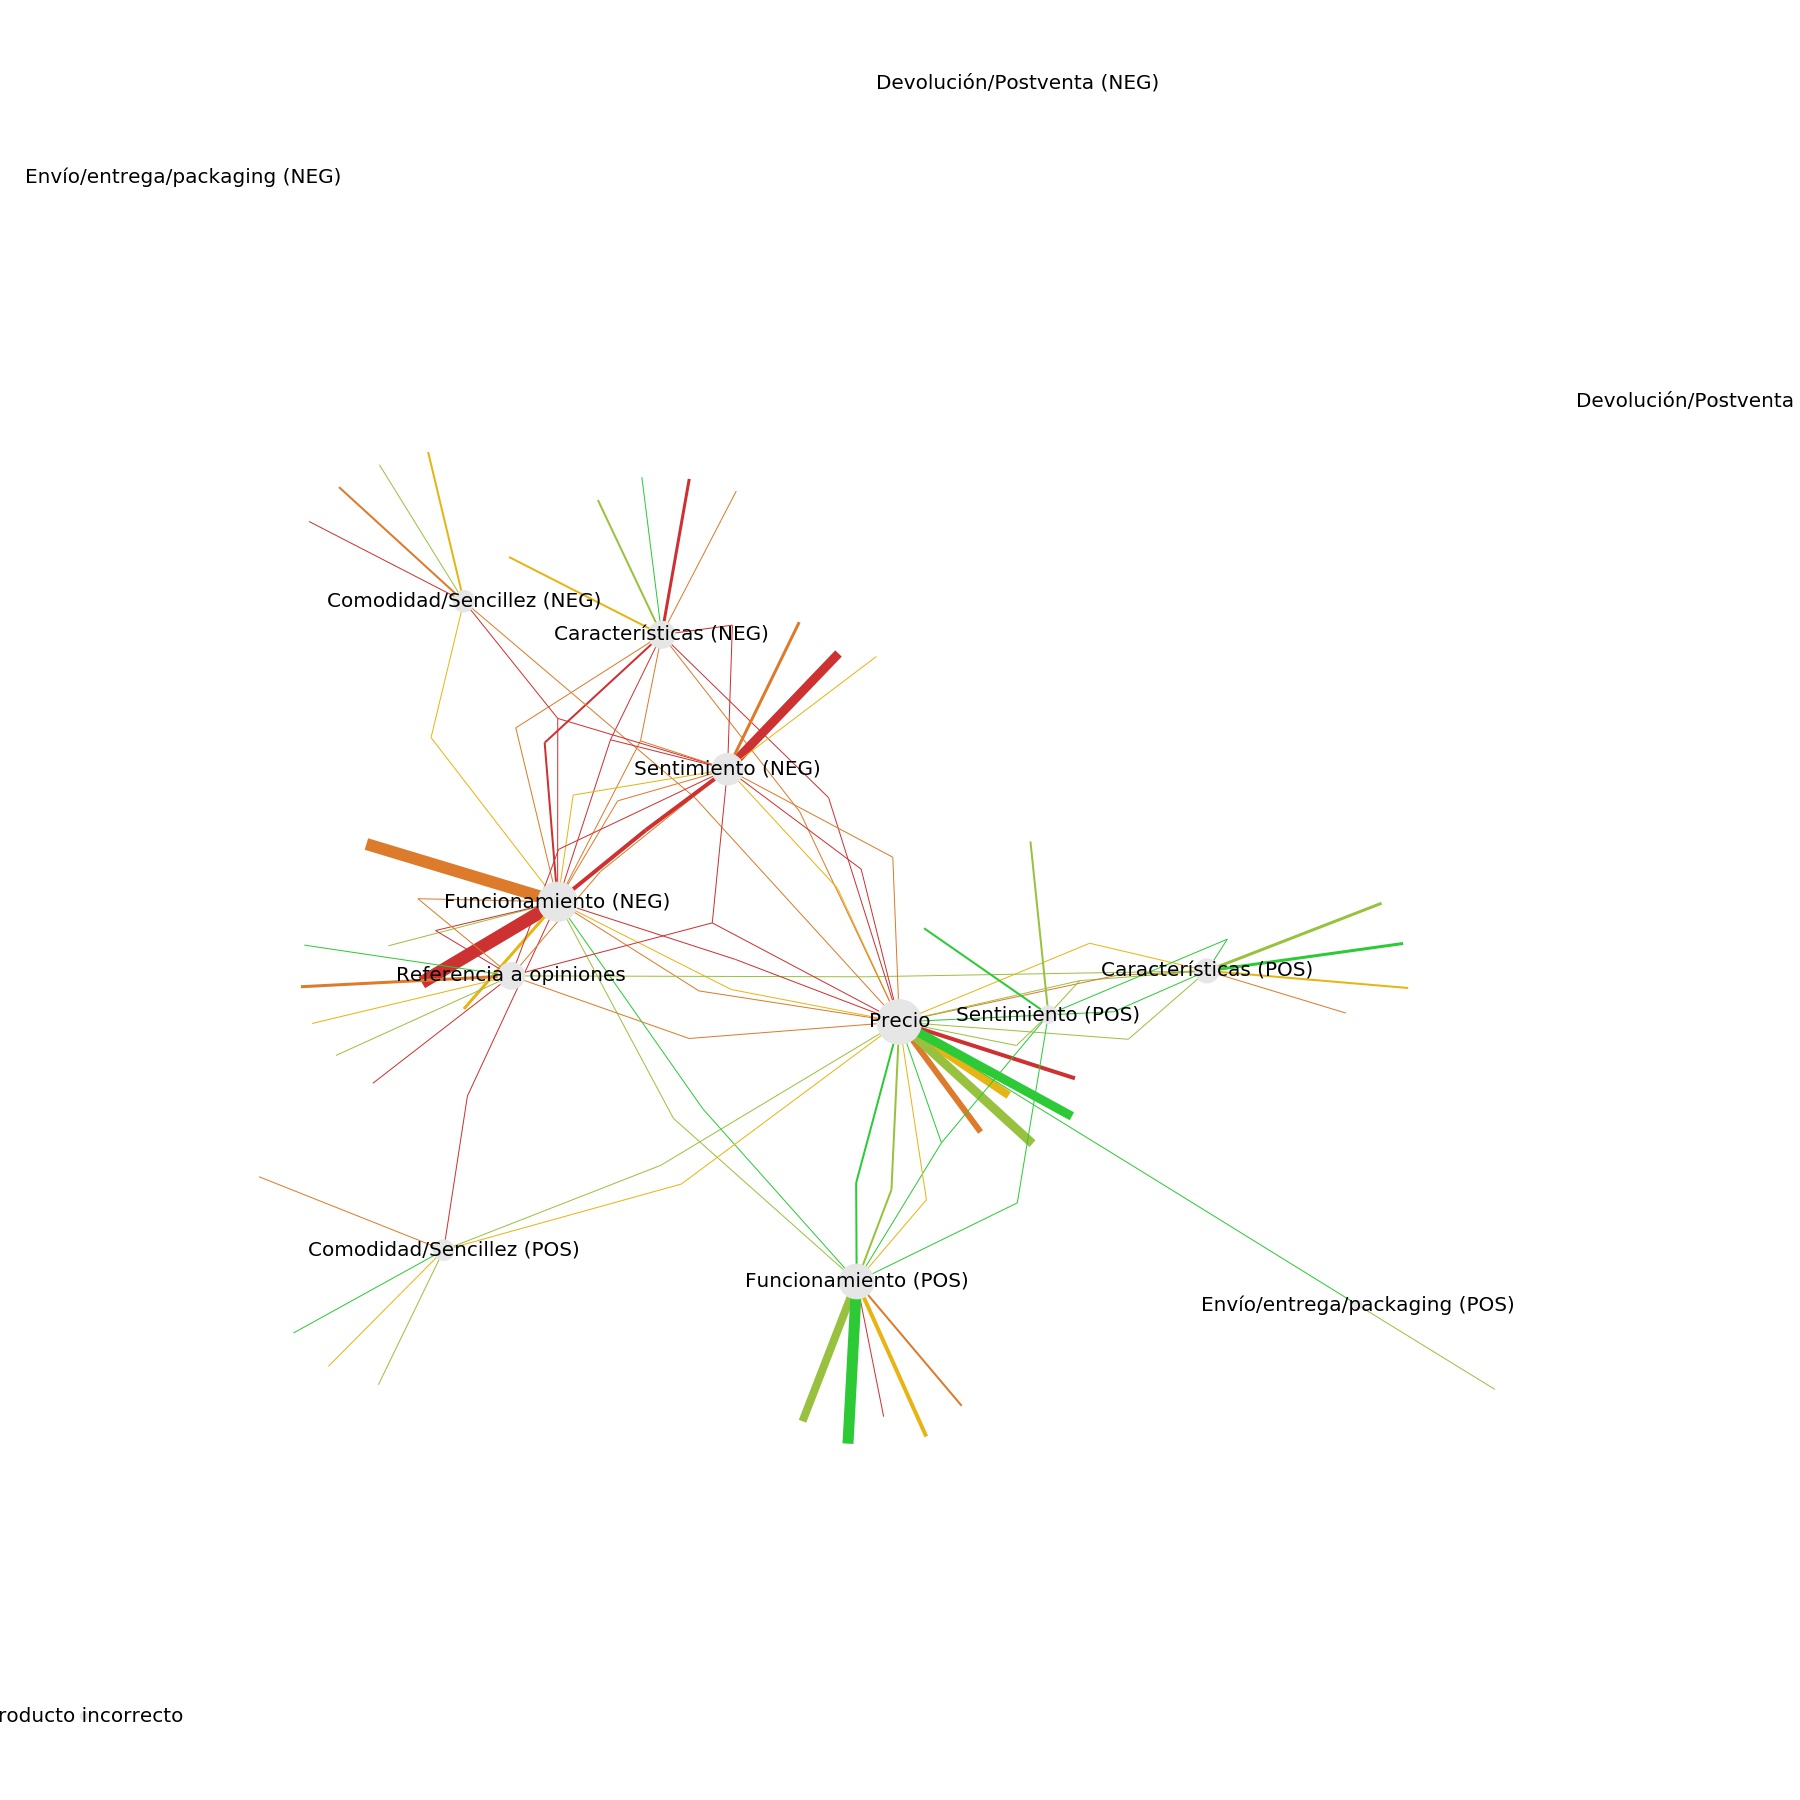 Devolución/Postventa (NEG)
Envío/entrega/packaging (NEG)
Devolución/Postventa
Comodidad/Sencillez (NEG)
Características (NEG)
Sentimiento (NEG)
Funcionamiento (NEG)
Referencia a opiniones
Características (POS)
Precio
Sentimiento (POS)
Comodidad/Sencillez (POS)
Funcionamiento (POS)
Envío/entrega/packaging (POS)
roducto incorrecto